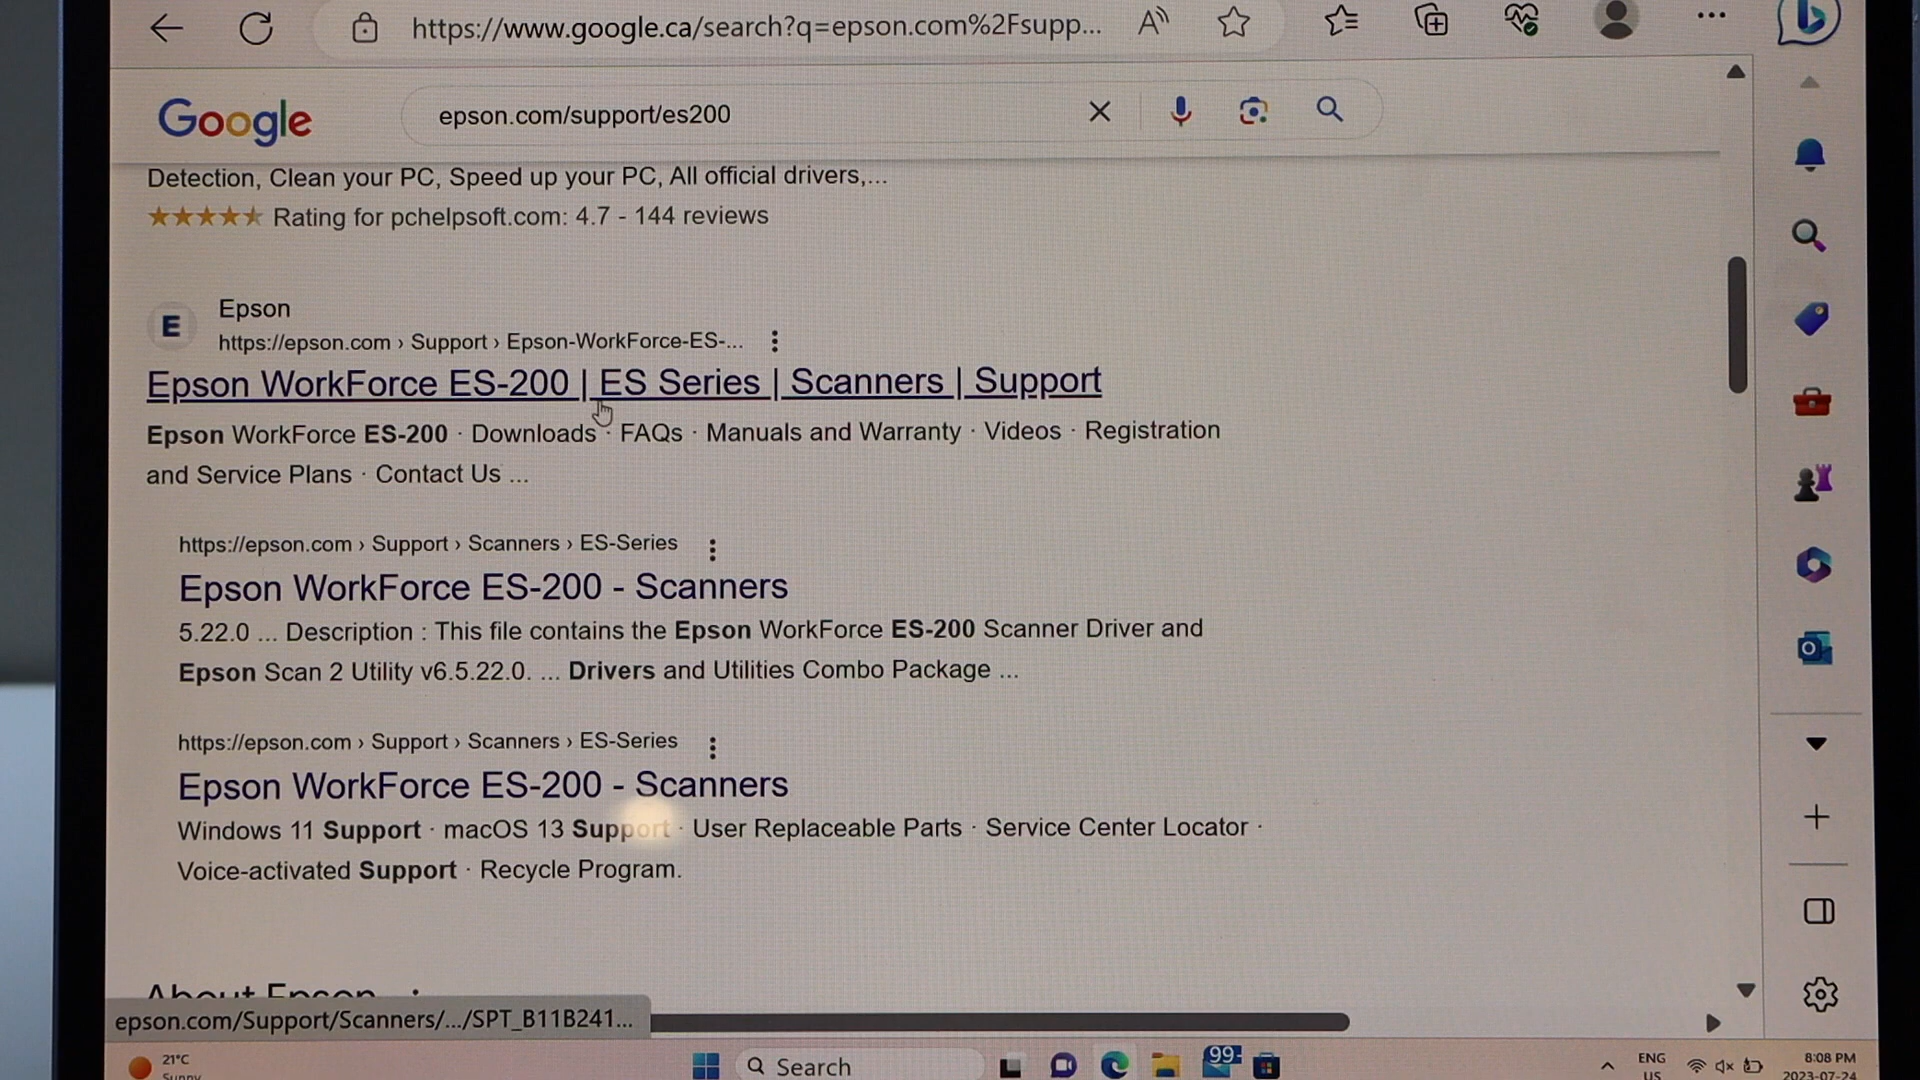 https://www.google.ca/search?q=epson.com%2Fsupp...
Google
epson.com/support/es200
Detection, Clean your PC, Speed up your PC, All official drivers,...
Rating for pchelpsoft.com: 4.7 - 144 reviews
E
Epson
https://epson.com › Support › Epson-WorkForce-ES-...
Epson WorkForce ES-200 | ES Series | Scanners | Support
Epson WorkForce ES-200 · Downloads · FAQs · Manuals and Warranty · Videos · Registration
and Service Plans · Contact Us ...
https://epson.com › Support › Scanners › ES-Series
Epson WorkForce ES-200 - Scanners
5.22.0 ... Description : This file contains the Epson WorkForce ES-200 Scanner Driver and
Epson Scan 2 Utility v6.5.22.0. ... Drivers and Utilities Combo Package ...
https://epson.com › Support › Scanners › ES-Series
Epson WorkForce ES-200 - Scanners
Windows 11 Support · macOS 13 Support · User Replaceable Parts · Service Center Locator ·
Voice-activated Support · Recycle Program.
About Epson
epson.com/Support/Scanners/.../SPT_B11B241...
21°C
Sunny
Search
99+
ENG
US
8:08 PM
2023-07-24